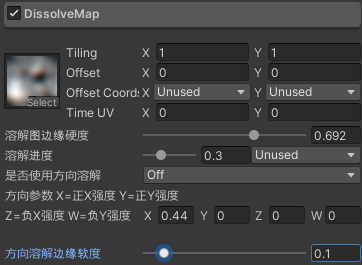 DissolveMap
Tiling X 1 Y 1
Offset X 0 Y 0
Offset Coord: X Unused Y Unused
Select
Time UV X 0 Y 0
溶解图边缘硬度 0.692
溶解进度 0.3 Unused
是否使用方向溶解 Off
方向参数 X=正X强度 Y=正Y强度
Z=负X强度 W=负Y强度 X 0.44 Y 0 Z 0 W 0
方向溶解边缘软度 0.1